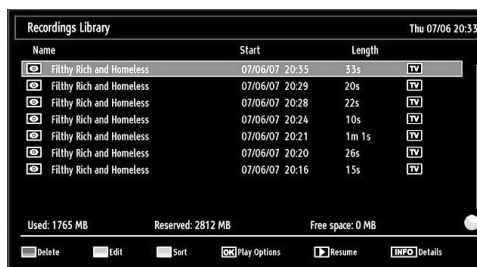 Recordings Library Thu 07/06 20:33
Name Start Length
Filthy Rich and Homeless 07/06/07 20:35 33s TV
Filthy Rich and Homeless 07/06/07 20:29 20s TV
Filthy Rich and Homeless 07/06/07 20:28 22s TV
Filthy Rich and Homeless 07/06/07 20:24 10s TV
Filthy Rich and Homeless 07/06/07 20:21 1m 1s TV
Filthy Rich and Homeless 07/06/07 20:20 26s TV
Filthy Rich and Homeless 07/06/07 20:16 15s TV
Used: 1765 MB Reserved: 2812 MB Free space: 0 MB
Delete Edit Sort OK Play Options Resume INFO Details